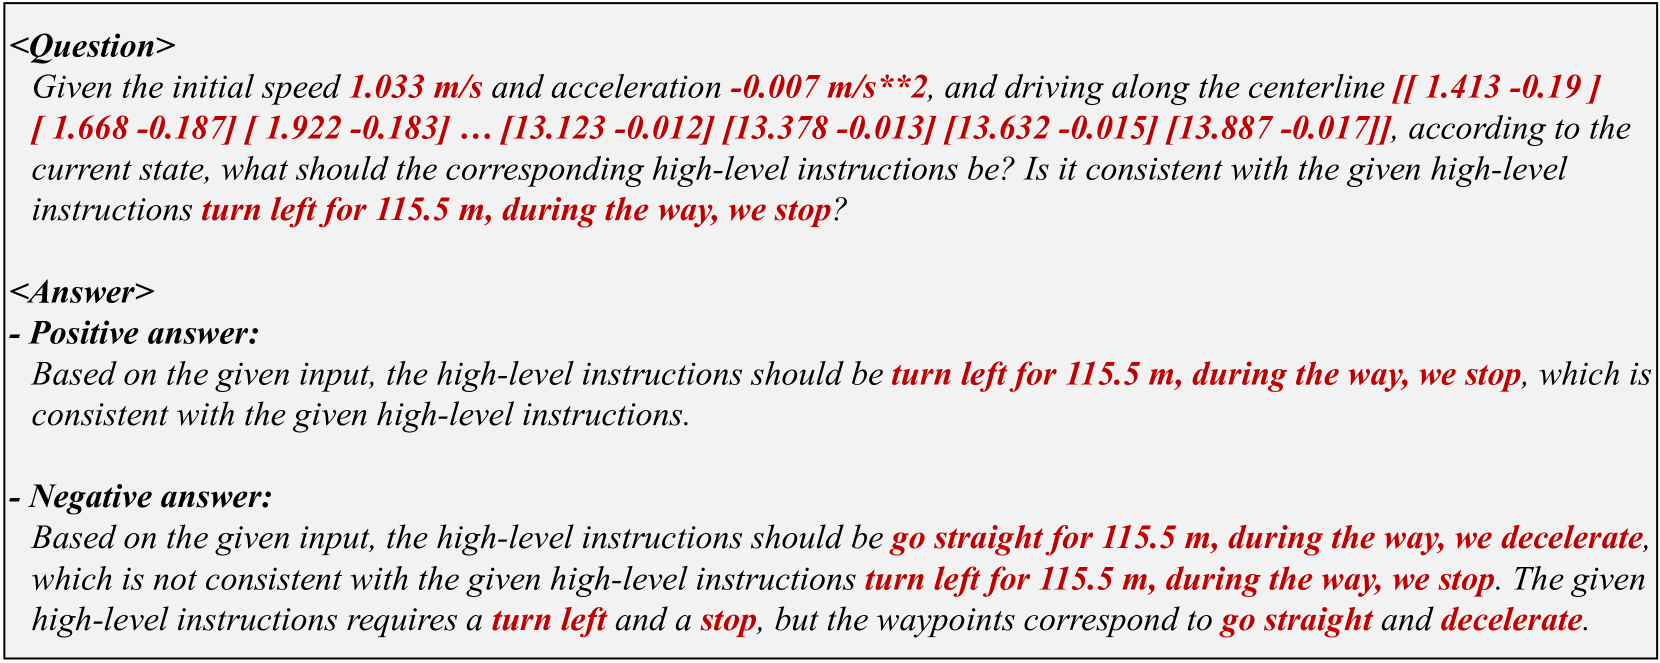 <Question>
Given the initial speed 1.033 m/s and acceleration -0.007 m/s**2, and driving along the centerline [[ 1.413 -0.19 ]
[ 1.668 -0.187] [ 1.922 -0.183] … [13.123 -0.012] [13.378 -0.013] [13.632 -0.015] [13.887 -0.017]], according to the
current state, what should the corresponding high-level instructions be? Is it consistent with the given high-level
instructions turn left for 115.5 m, during the way, we stop?
<Answer>
- Positive answer:
Based on the given input, the high-level instructions should be turn left for 115.5 m, during the way, we stop, which is
consistent with the given high-level instructions.
- Negative answer:
Based on the given input, the high-level instructions should be go straight for 115.5 m, during the way, we decelerate,
which is not consistent with the given high-level instructions turn left for 115.5 m, during the way, we stop. The given
high-level instructions requires a turn left and a stop, but the waypoints correspond to go straight and decelerate.